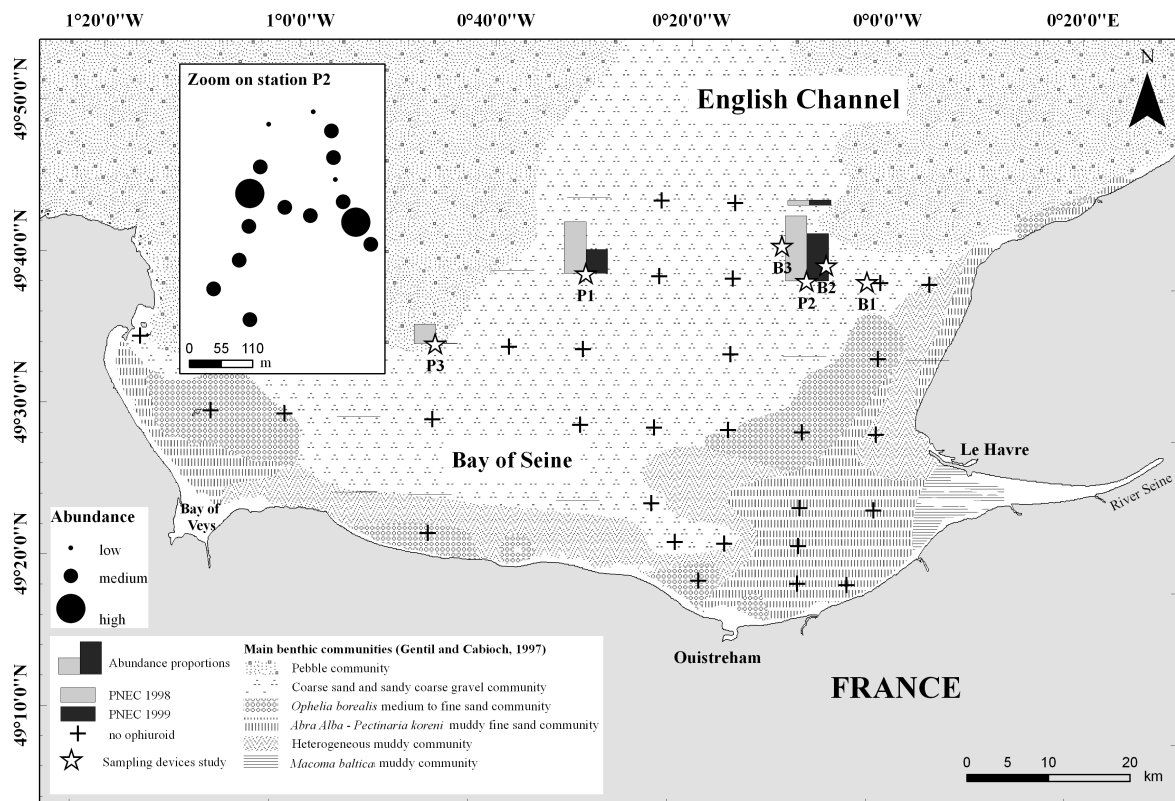 1°20'0"W 1°0'0"W 0°40'0"W 0°20'0"W 0°0'0"W 0°20'0"E
49°50'0"N
49°40'0"N
49°30'0"N
49°20'0"N
49°10'0"N
Zoom on station P2
0 55 110
m
English Channel
N
P1
B3
P2
B2
B1
P3
Bay of Seine
Le Havre
River Seine
Bay of
Veys
Ouistreham
FRANCE
Abundance
low
medium
high
Abundance proportions
PNEC 1998
PNEC 1999
no ophiuroid
Sampling devices study
Main benthic communities (Gentil and Cabioch, 1997)
Pebble community
Coarse sand and sandy coarse gravel community
Ophelia borealis medium to fine sand community
Abra Alba - Pectinaria koreni muddy fine sand community
Heterogeneous muddy community
Macoma baltica muddy community
0 5 10 20
km